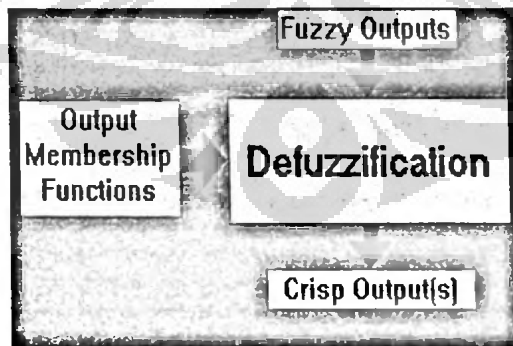 Fuzzy Outputs
Output
Membership
Functions
Defuzzification
Crisp Output(s)